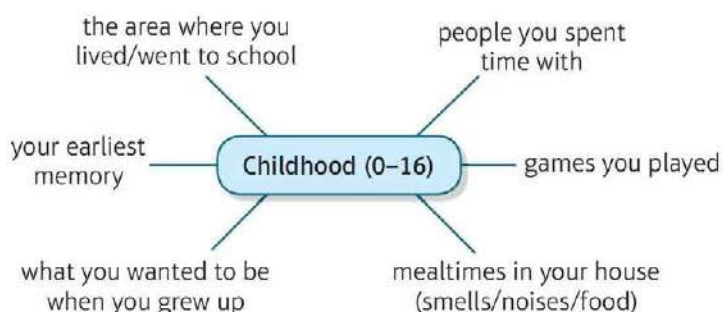 the area where you
lived/went to school
people you spent
time with
your earliest
memory
Childhood (0–16)
games you played
what you wanted to be
when you grew up
mealtimes in your house
(smells/noises/food)